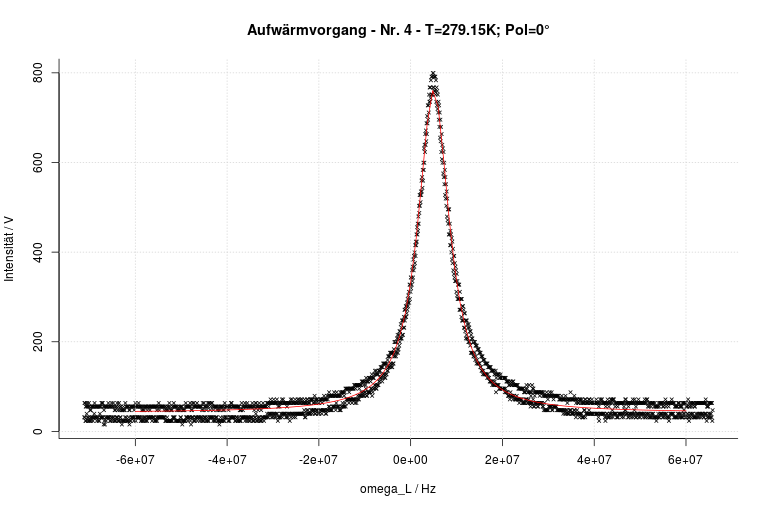 Aufwärmvorgang - Nr. 4 - T=279.15K; Pol=0°
Intensität / V
800
600
400
200
0
-6e+07 -4e+07 -2e+07 0e+00 2e+07 4e+07 6e+07
omega_L / Hz